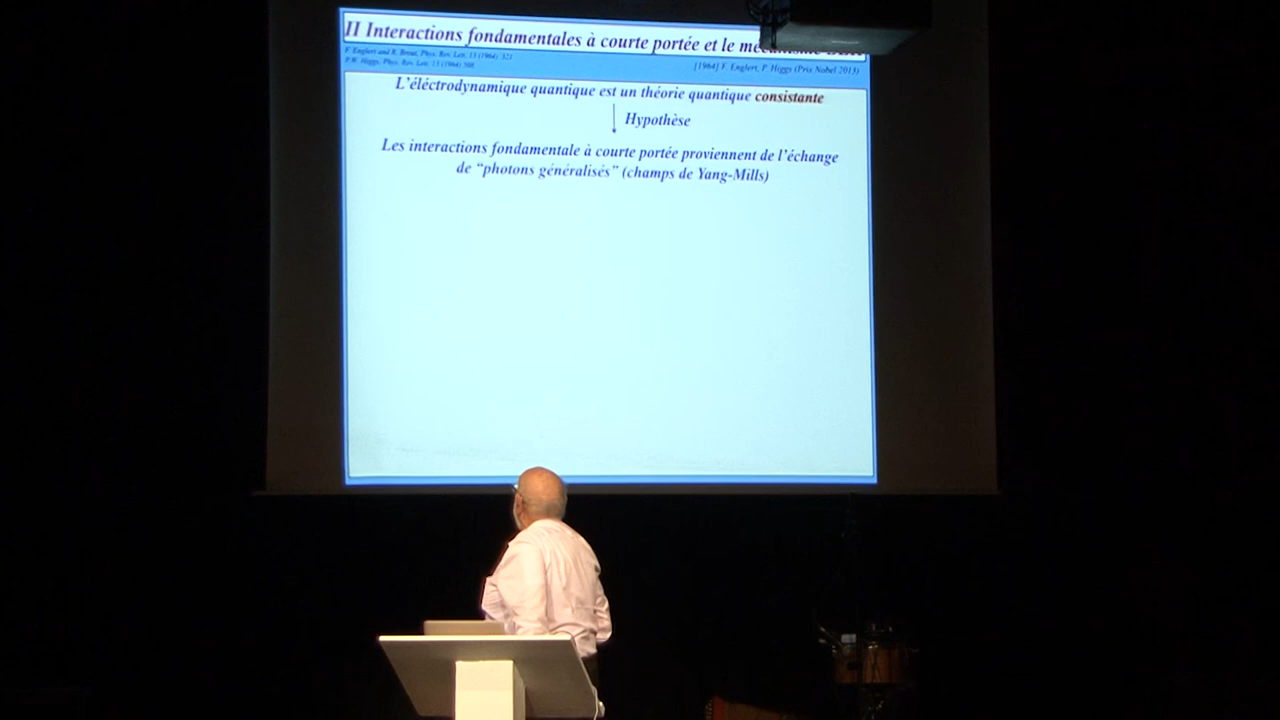 II Interactions fondamentales à courte portée et le mécanisme
F. Englert and R. Brout, Phys. Rev. Lett. 13 (1964) 321
P.W. Higgs, Phys. Rev. Lett. 13 (1964) 508
[1964] F. Englert, P. Higgs (Prix Nobel 2013)
L'éléctrodynamique quantique est un théorie quantique consistante
Hypothèse
Les interactions fondamentale à courte portée proviennent de l'échange
de “photons généralisés” (champs de Yang-Mills)